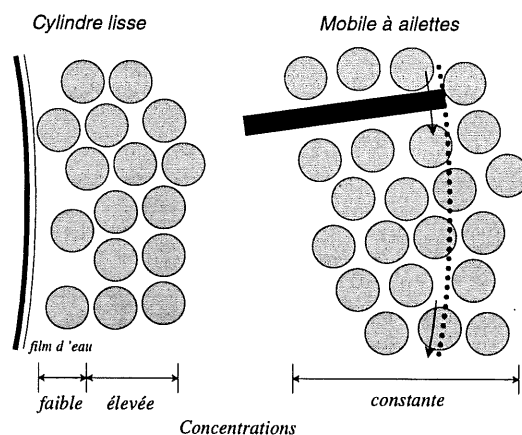 Cylindre lisse
Mobile à ailettes
film d 'eau
faible
élevée
constante
Concentrations